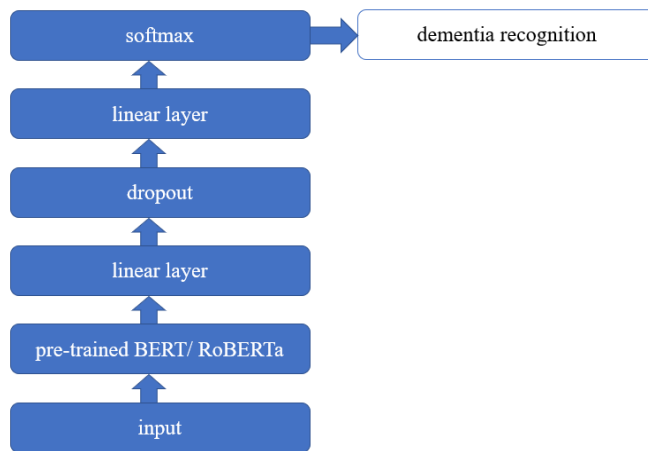 softmax
dementia recognition
linear layer
dropout
linear layer
pre-trained BERT/ RoBERTa
input